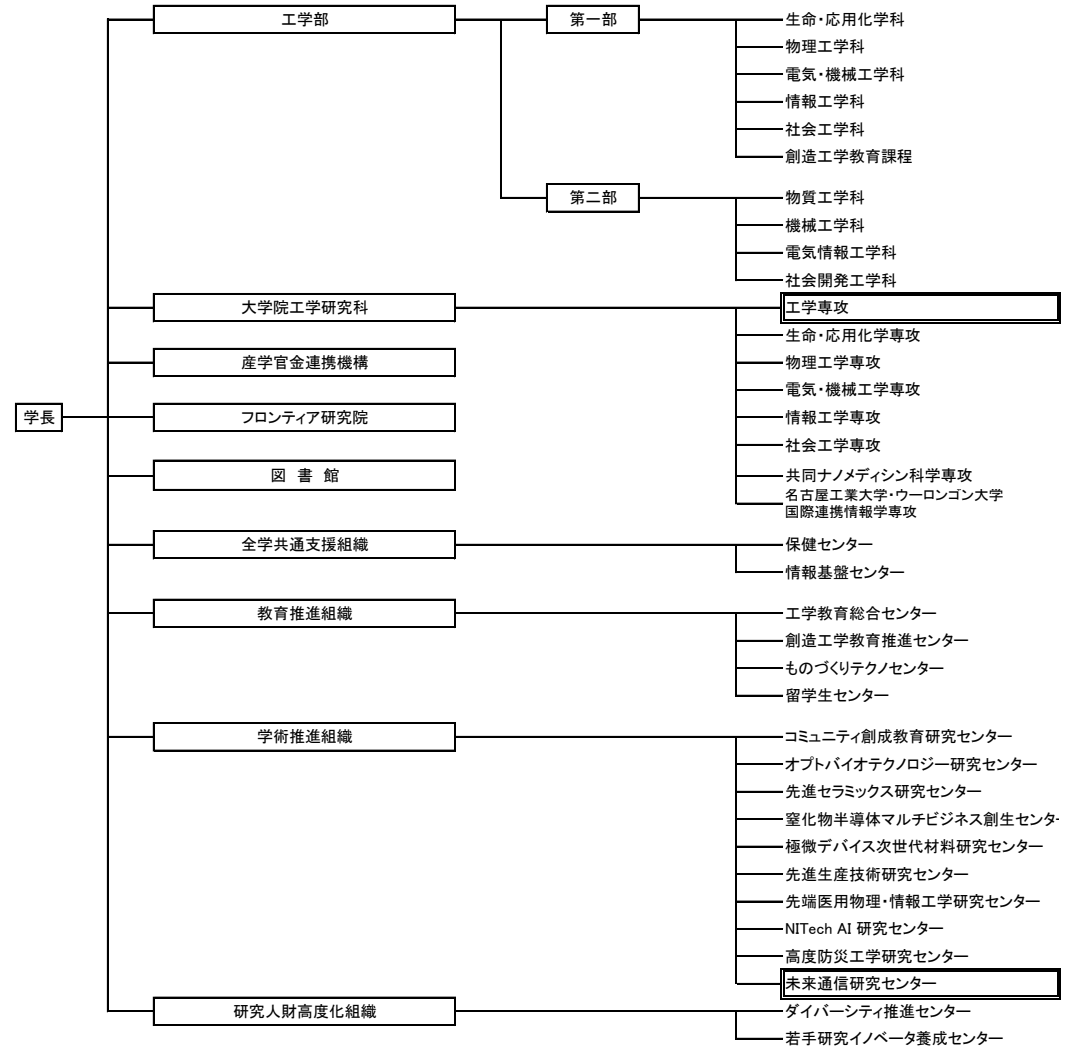 工学部
第一部
生命・応用化学科
物理工学科
電気・機械工学科
情報工学科
社会工学科
創造工学教育課程
第二部
物質工学科
機械工学科
電気情報工学科
社会開発工学科
大学院工学研究科
工学専攻
生命・応用化学専攻
物理工学専攻
電気・機械工学専攻
情報工学専攻
社会工学専攻
共同ナノメディシン科学専攻
名古屋工業大学・ウーロンゴン大学
国際連携情報学専攻
産学官金連携機構
学長
フロンティア研究院
図 書 館
全学共通支援組織
保健センター
情報基盤センター
教育推進組織
工学教育総合センター
創造工学教育推進センター
ものづくりテクノセンター
留学生センター
学術推進組織
コミュニティ創成教育研究センター
オプトバイオテクノロジー研究センター
先進セラミックス研究センター
窒化物半導体マルチビジネス創生センター
極微デバイス次世代材料研究センター
先進生産技術研究センター
先端医用物理・情報工学研究センター
NITech AI 研究センター
高度防災工学研究センター
未来通信研究センター
研究人財高度化組織
ダイバーシティ推進センター
若手研究イノベータ養成センター